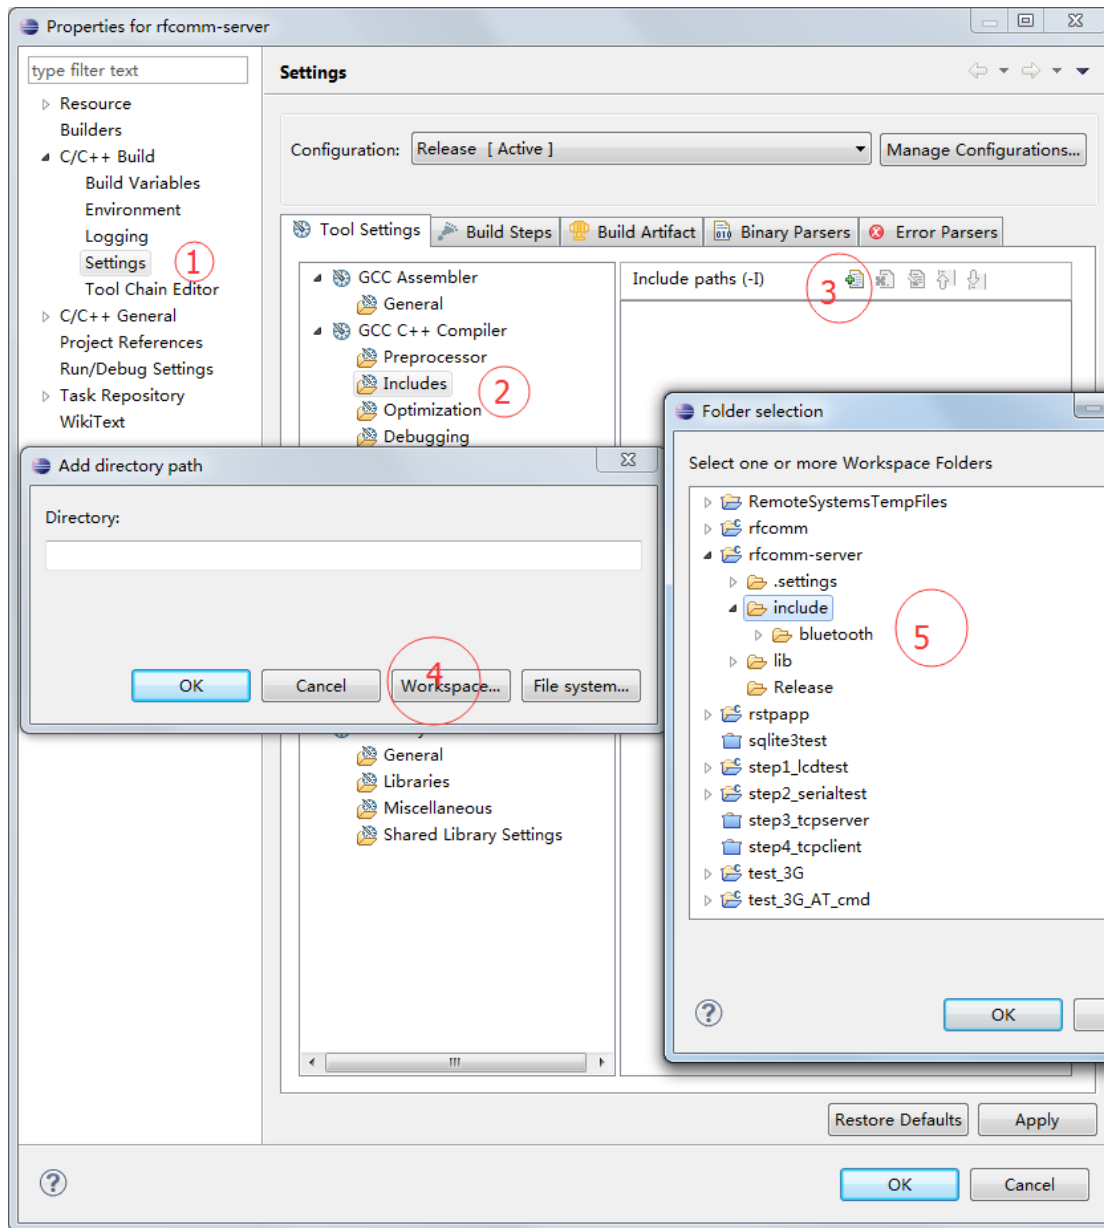 Properties for rfcomm-server
type filter text
Resource
Builders
C/C++ Build
Build Variables
Environment
Logging
Settings
1
Tool Chain Editor
C/C++ General
Project References
Run/Debug Settings
Task Repository
WikiText
Settings
Configuration:
Release [ Active ]
Manage Configurations...
Tool Settings
Build Steps
Build Artifact
Binary Parsers
Error Parsers
GCC Assembler
General
GCC C++ Compiler
Preprocessor
Includes
2
Optimization
Debugging
Include paths (-I)
3
Add directory path
Directory:
OK
Cancel
4
Workspace...
File system...
General
Libraries
Miscellaneous
Shared Library Settings
Folder selection
Select one or more Workspace Folders
RemoteSystemsTempFiles
rfcomm
rfcomm-server
.settings
include
bluetooth
5
lib
Release
rstpapp
sqlite3test
step1_lcdtest
step2_serialtest
step3_tcpserver
step4_tcpclient
test_3G
test_3G_AT_cmd
OK
Restore Defaults
Apply
OK
Cancel